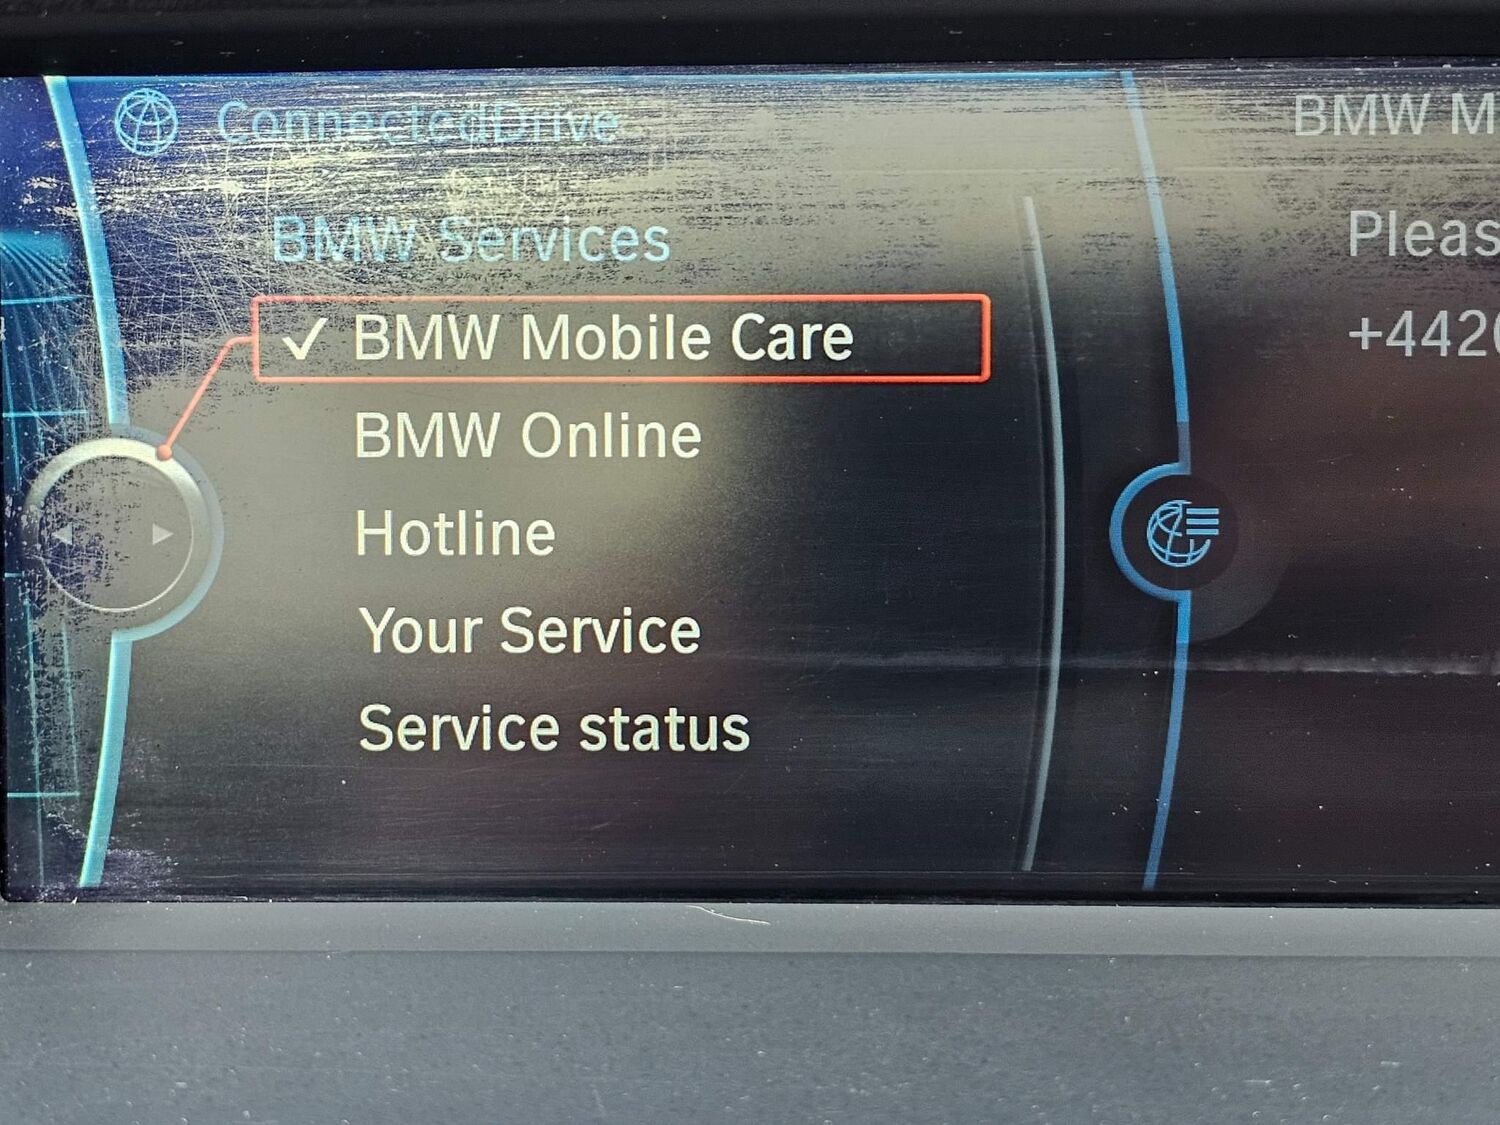 ConnectedDrive
BMW Services
✓ BMW Mobile Care
BMW Online
Hotline
Your Service
Service status
BMW M
Pleas
+442